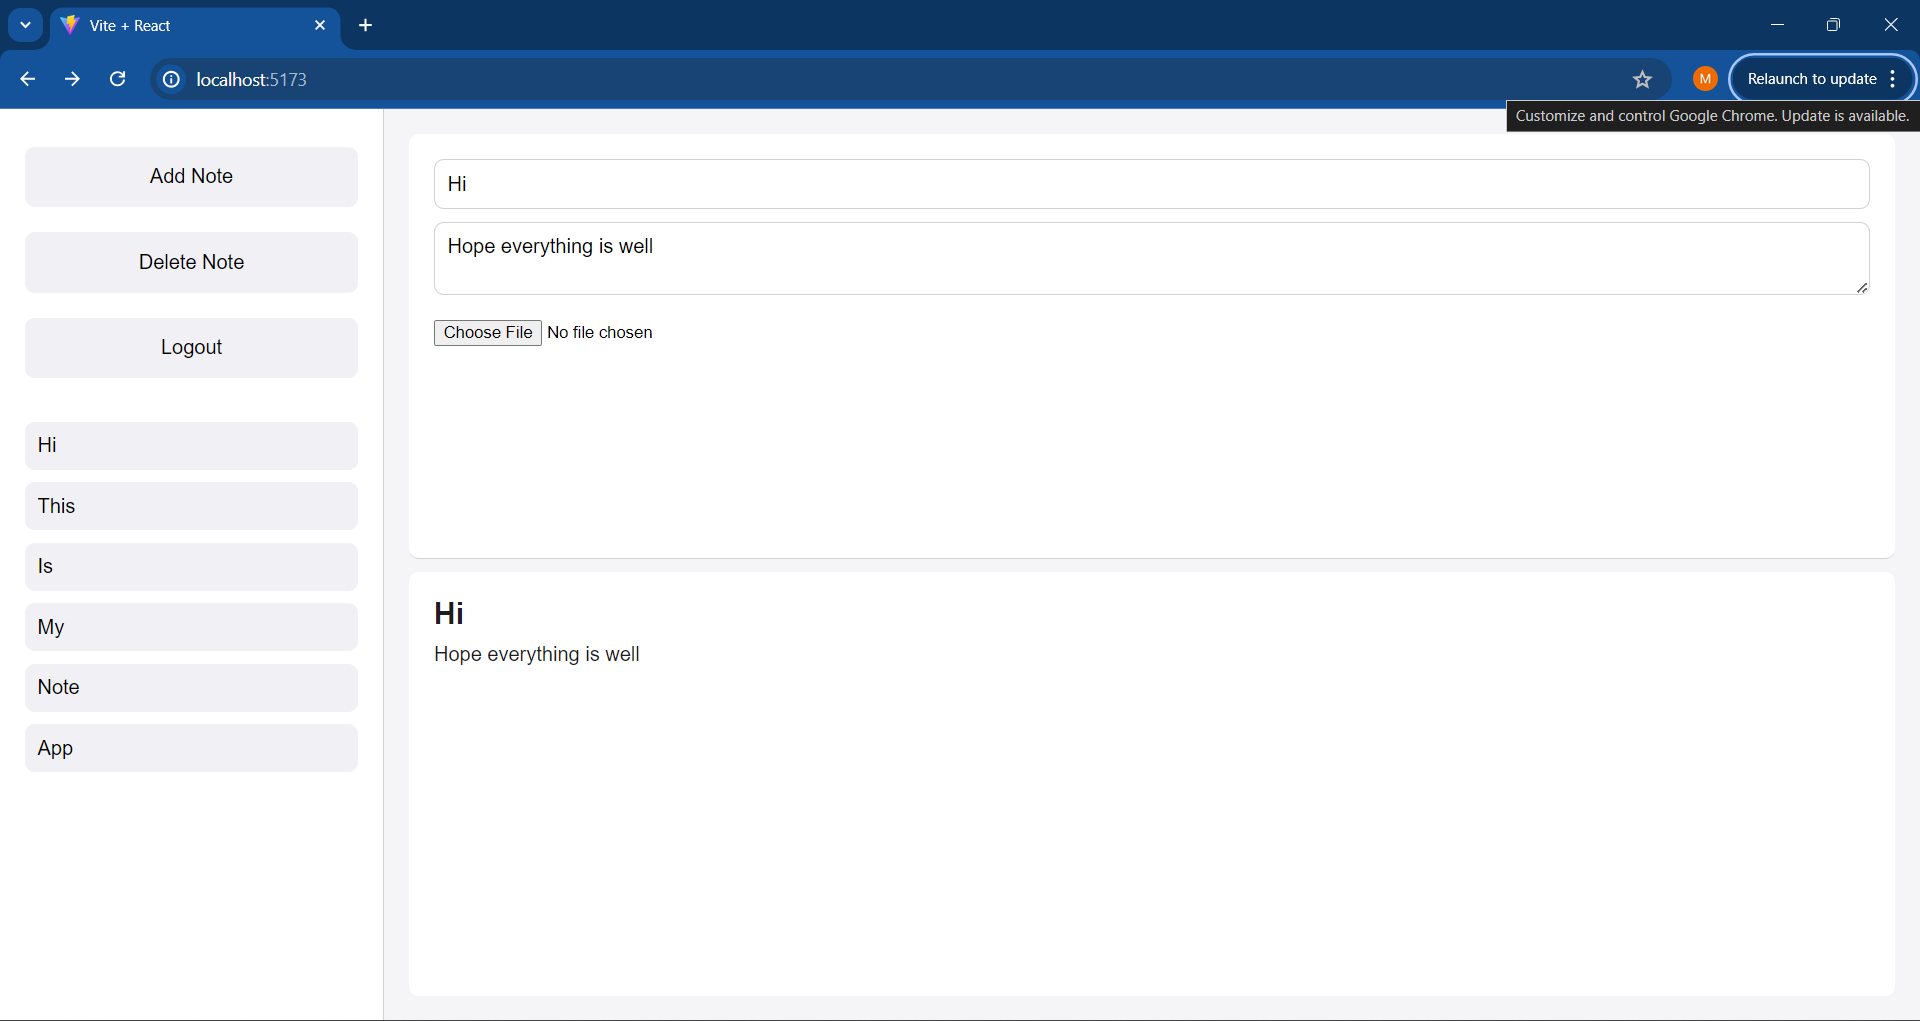 Vite + React
localhost:5173
M
Relaunch to update
Customize and control Google Chrome. Update is available.
Add Note
Delete Note
Logout
Hi
This
Is
My
Note
App
Hi
Hope everything is well
Choose File No file chosen
Hi
Hope everything is well